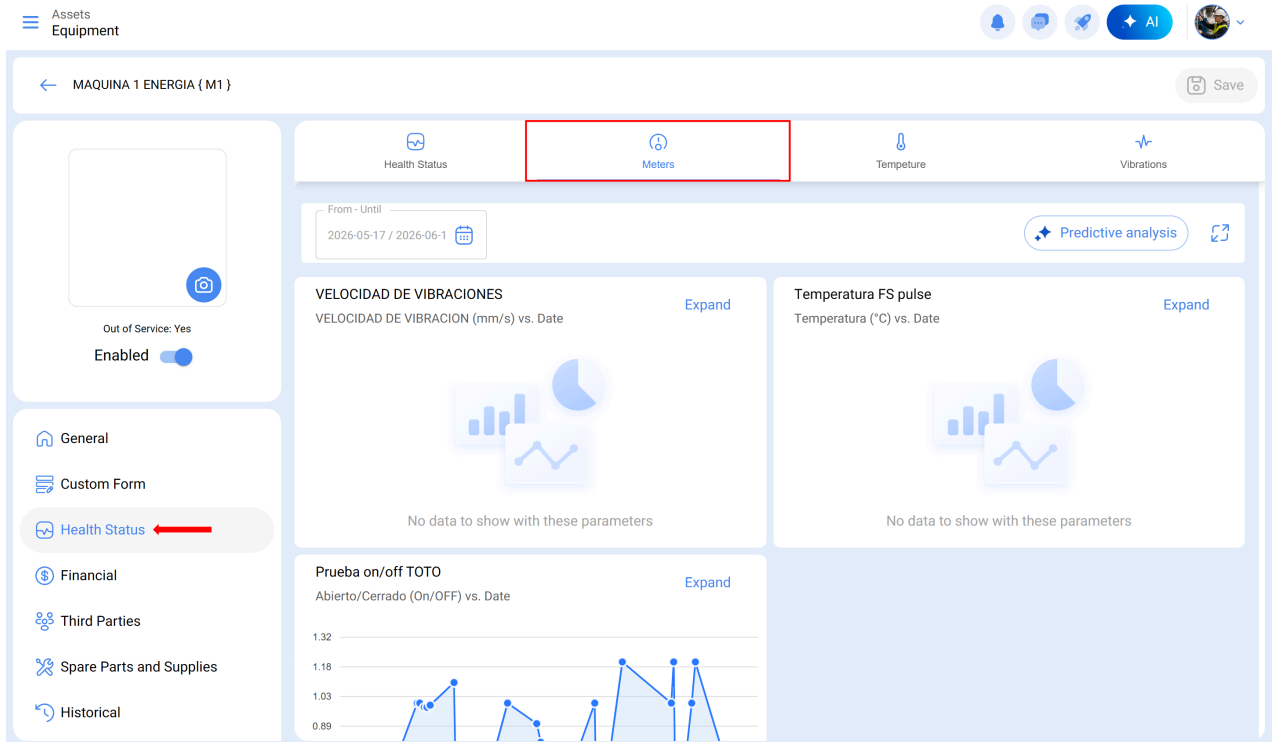 Assets
Equipment
AI
MAQUINA 1 ENERGIA { M1 }
Save
Out of Service: Yes
Enabled
General
Custom Form
Health Status
Financial
Third Parties
Spare Parts and Supplies
Historical
Health Status
Meters
Tempeture
Vibrations
From - Until
2026-05-17 / 2026-06-1
Predictive analysis
VELOCIDAD DE VIBRACIONES
Expand
VELOCIDAD DE VIBRACION (mm/s) vs. Date
No data to show with these parameters
Temperatura FS pulse
Expand
Temperatura (°C) vs. Date
No data to show with these parameters
Prueba on/off TOTO
Expand
Abierto/Cerrado (On/OFF) vs. Date
1.32
1.18
1.03
0.89